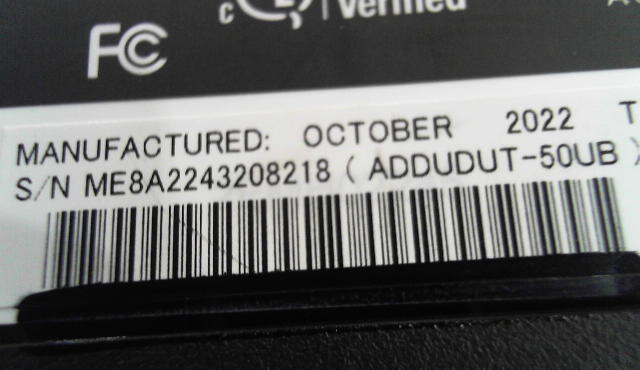 c Verified
FC
MANUFACTURED: OCTOBER 2022 T
S/N ME8A2243208218 ( ADDUDUT-50UB )